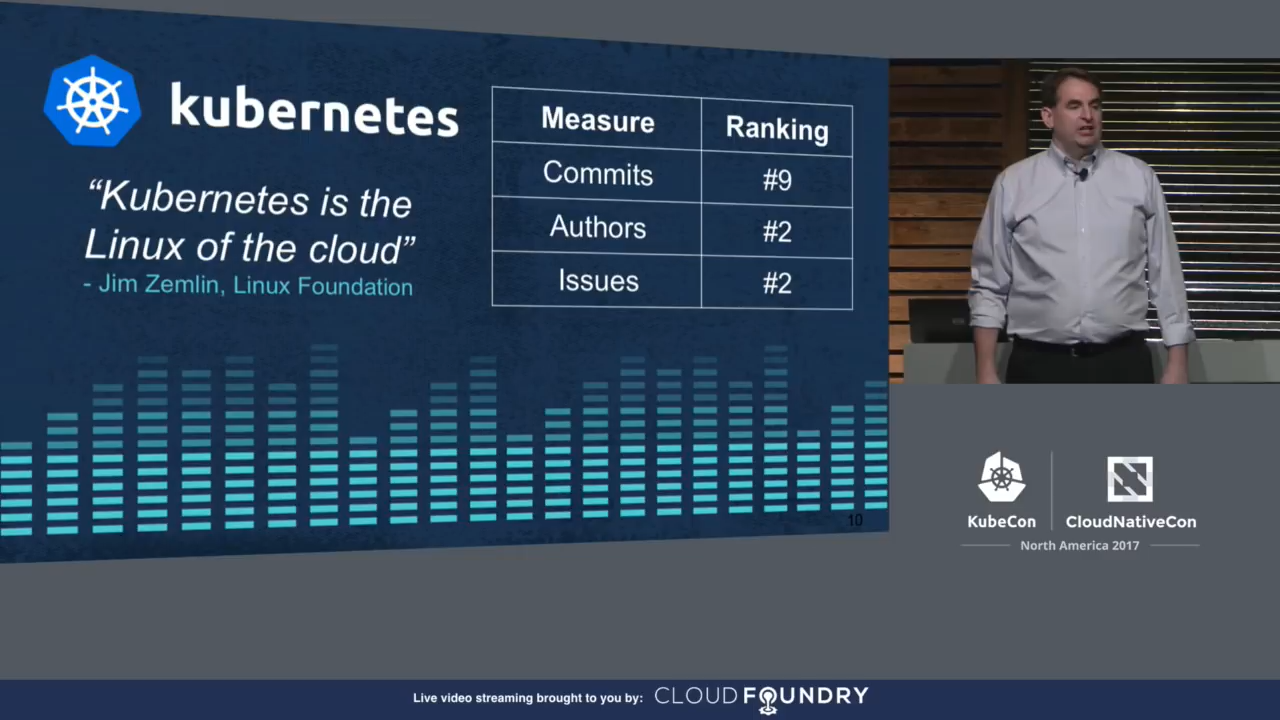 kubernetes
“Kubernetes is the
Linux of the cloud”
- Jim Zemlin, Linux Foundation
Measure Ranking
Commits #9
Authors #2
Issues #2
10
KubeCon CloudNativeCon
North America 2017
Live video streaming brought to you by: CLOUD FOUNDRY